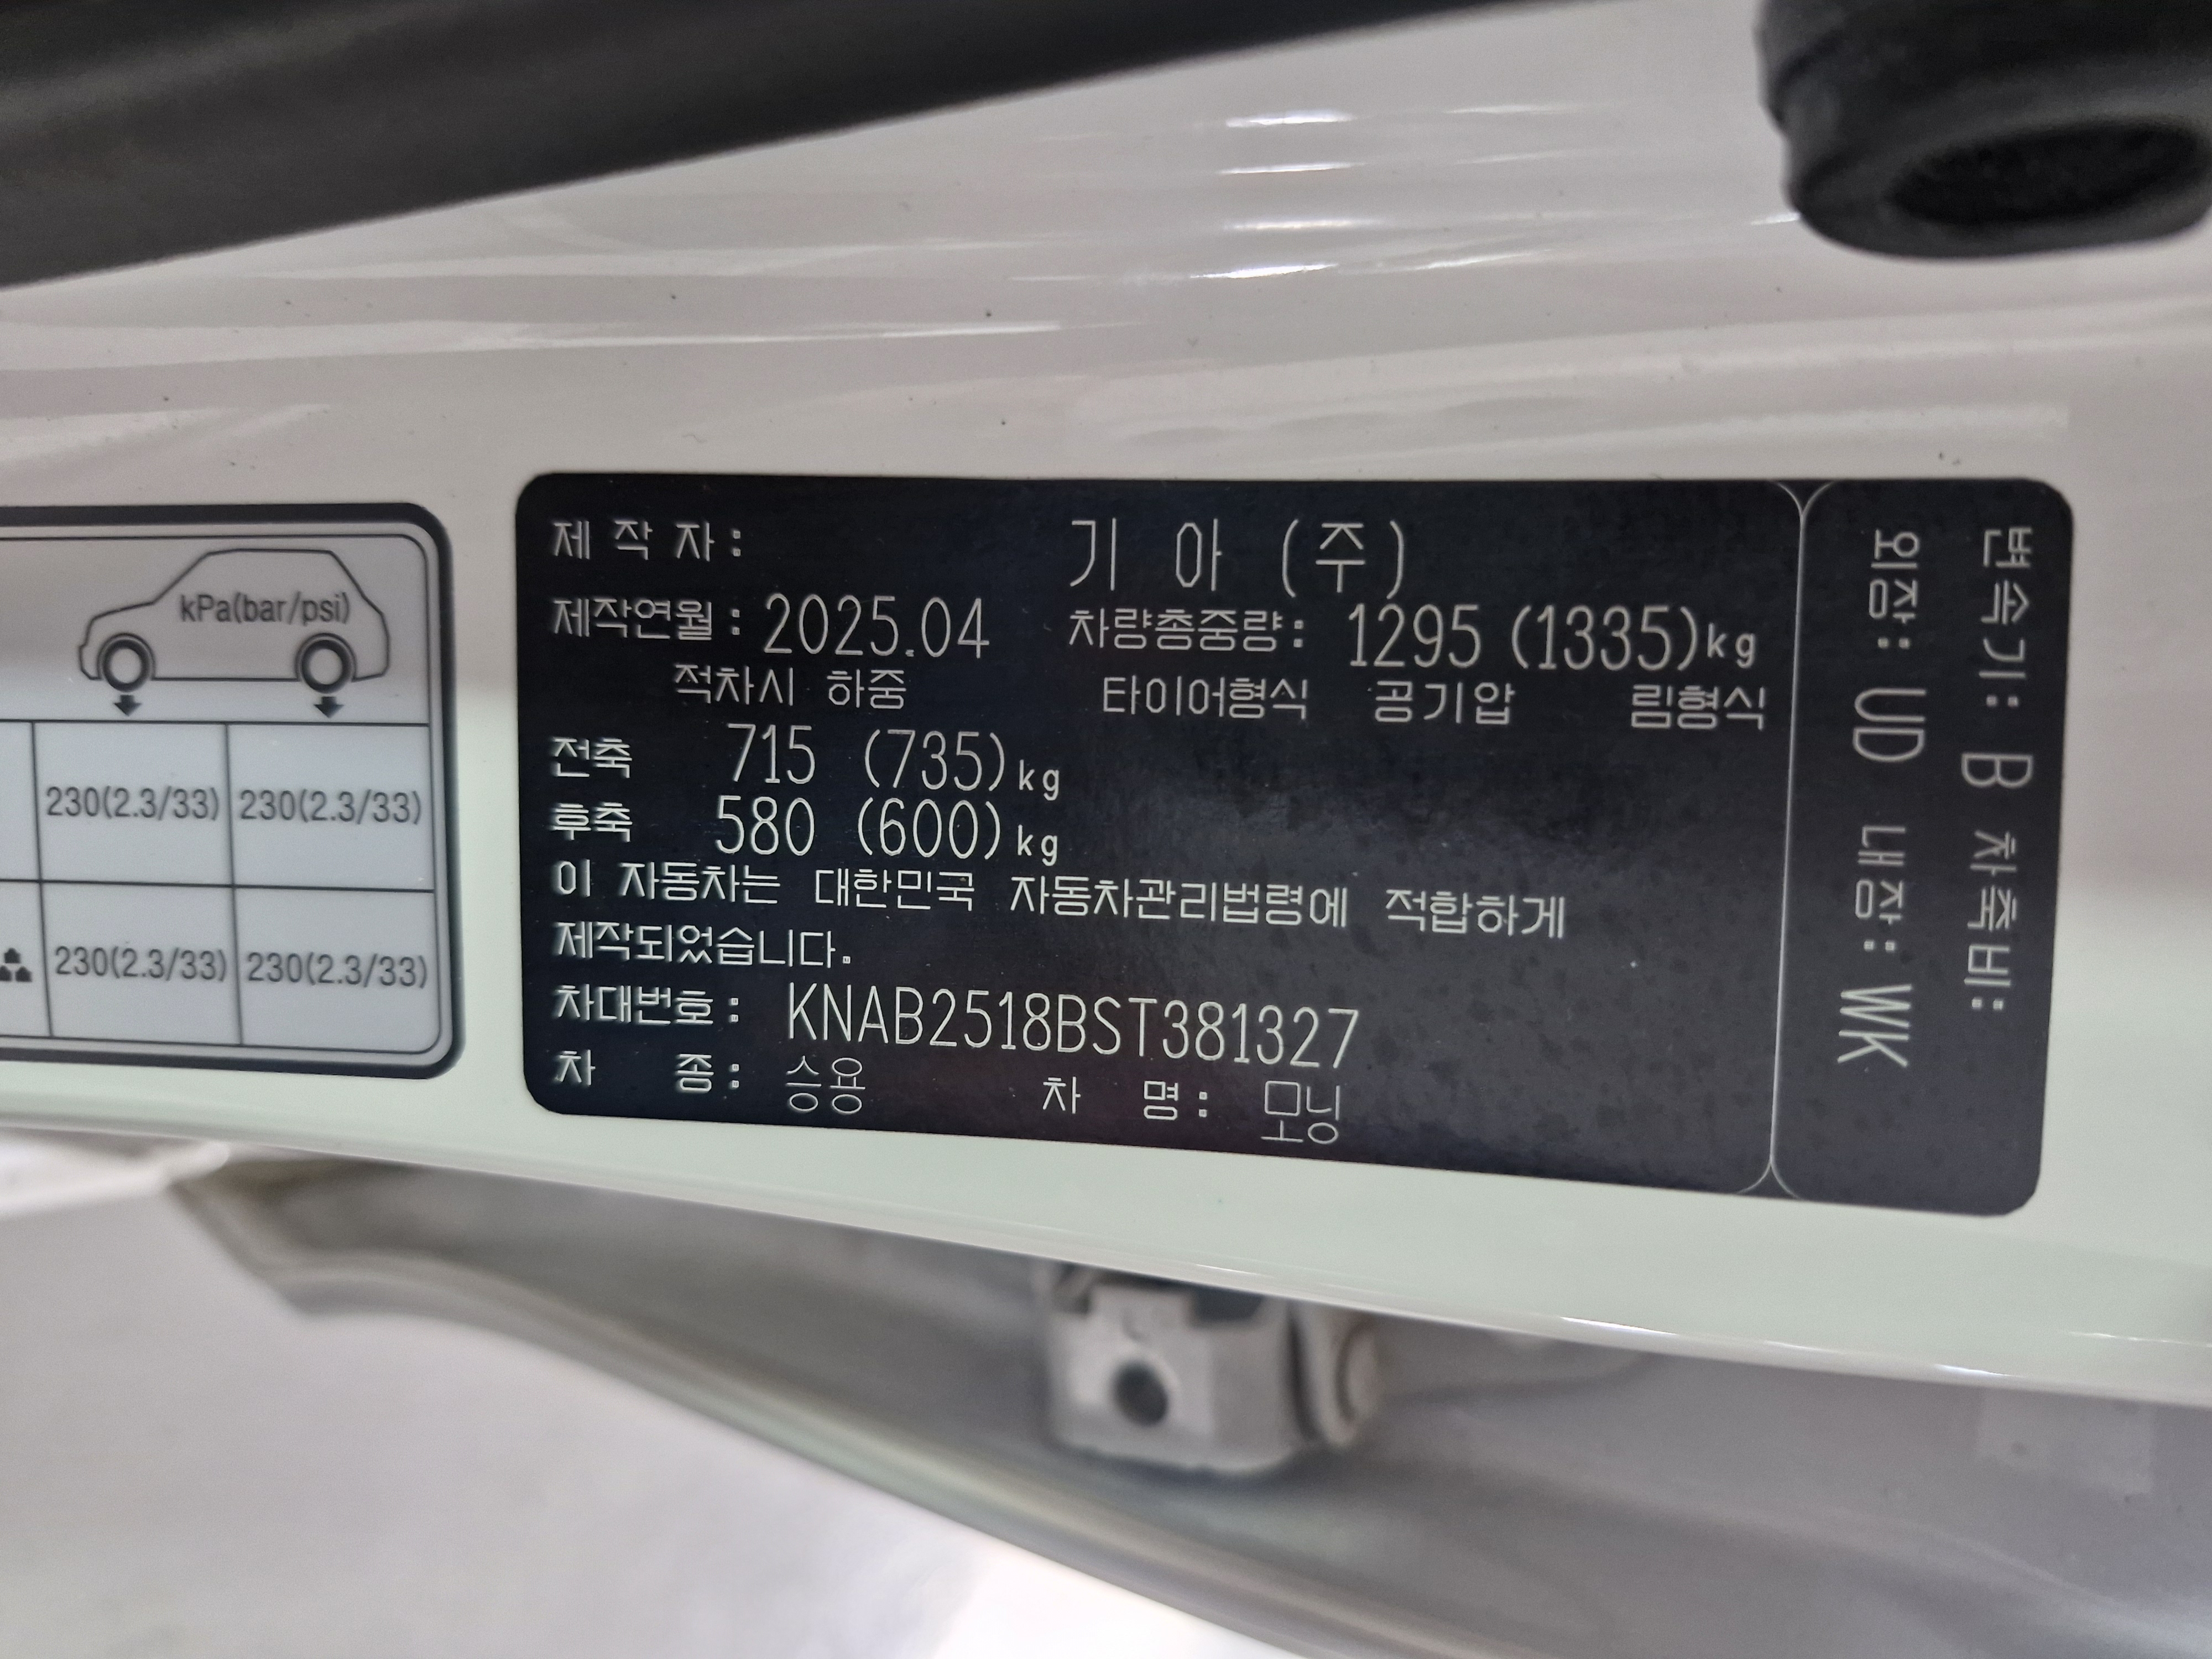 kPa(bar/psi)
230(2.3/33) 230(2.3/33)
230(2.3/33) 230(2.3/33)
제 작 자 : 기 아 (주)
제작연월 : 2025.04 차량총중량 : 1295 (1335)kg
적차시 하중 타이어형식 공기압 림형식
전축 715 (735)kg
후축 580 (600)kg
이 자동차는 대한민국 자동차관리법령에 적합하게
제작되었습니다.
차대번호 : KNAB2518BST381327
차 종 : 승용 차 명 : 모닝
변속기 : B 차축비 :
외장 : UD 내장 : WK